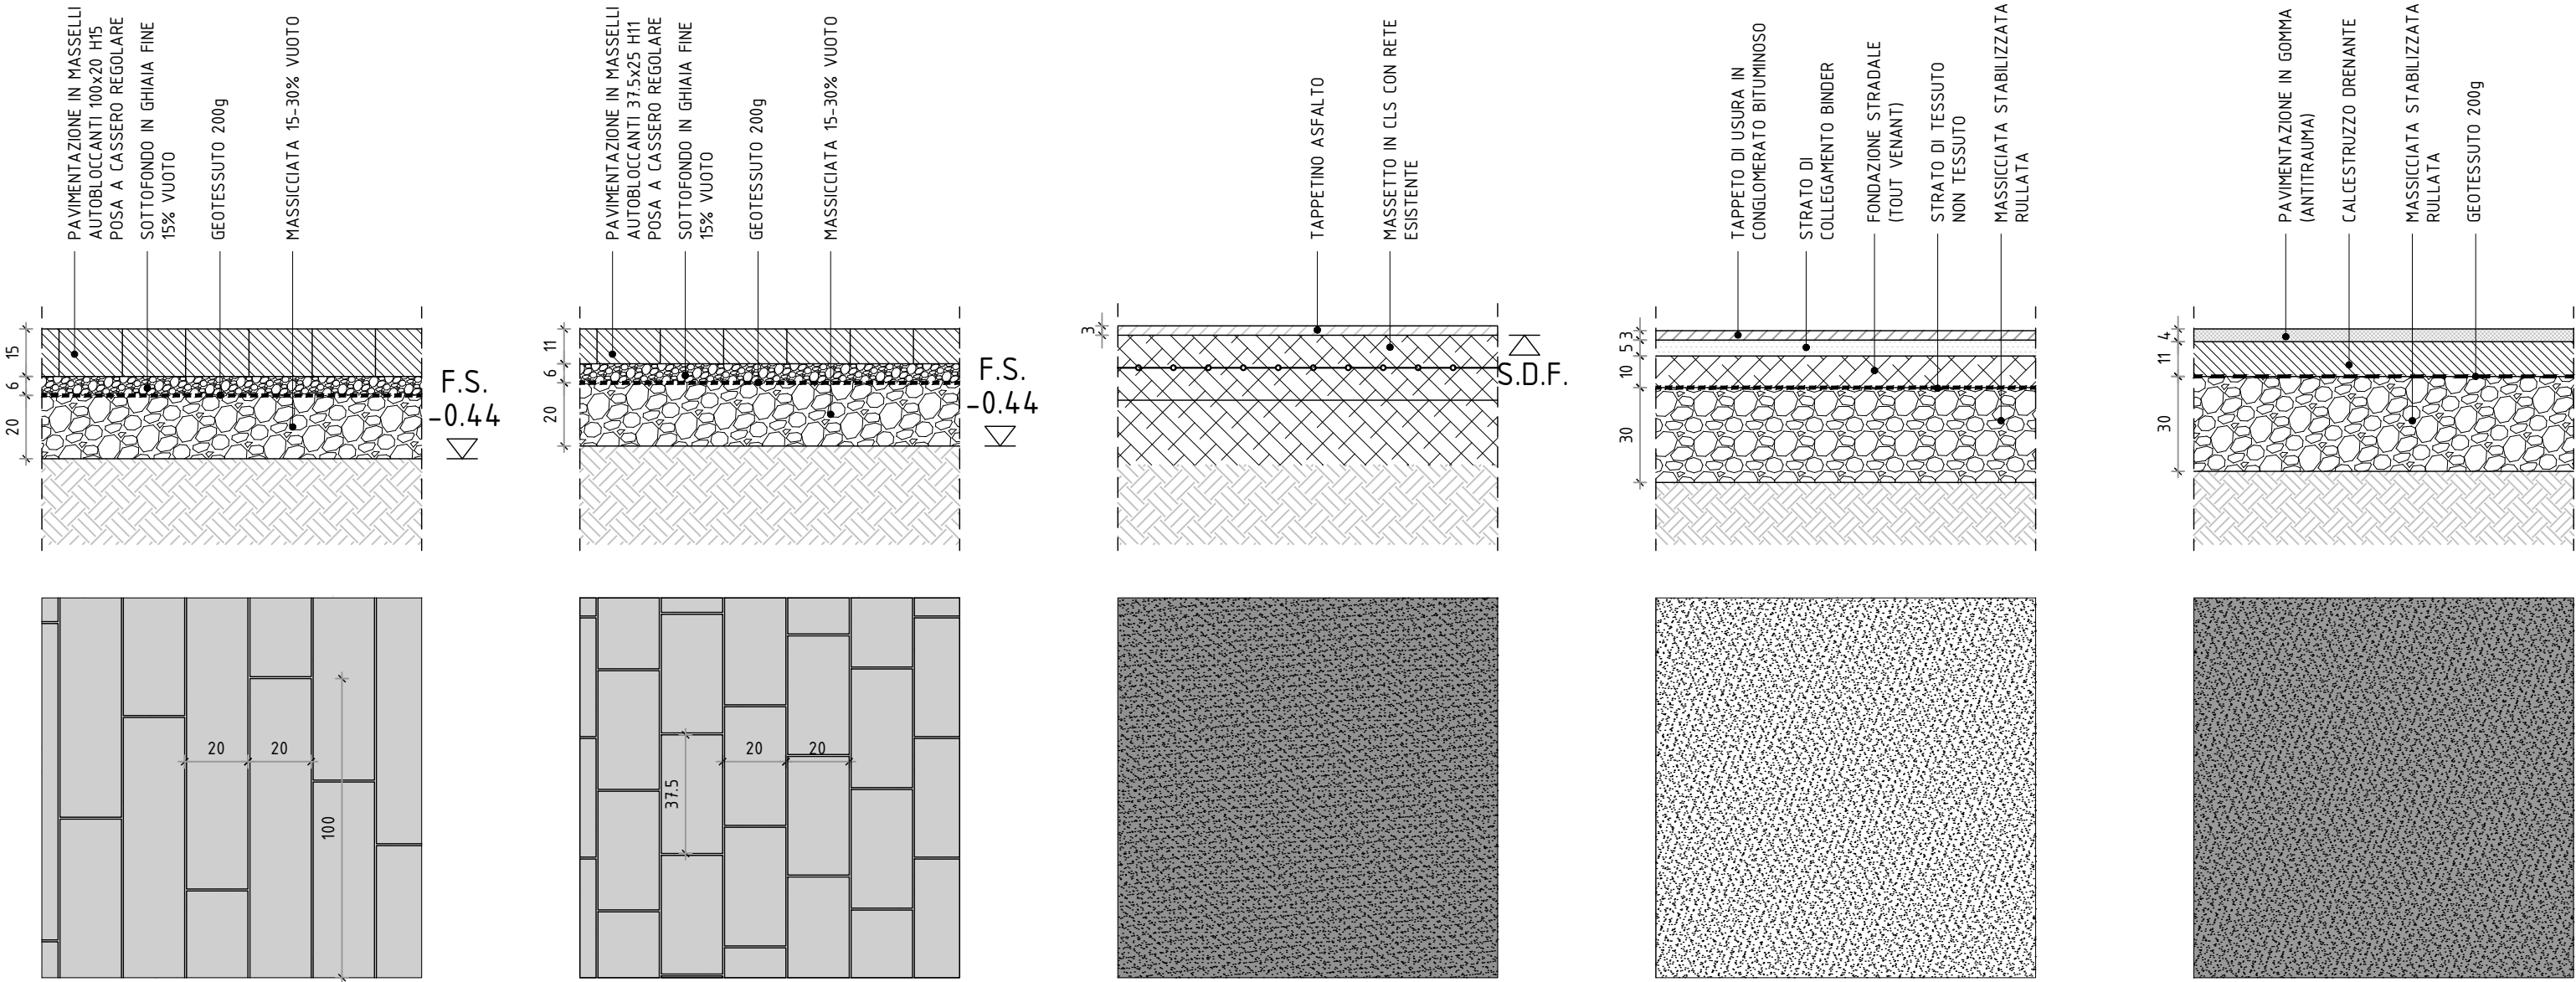 PAVIMENTAZIONE IN MASSELLI
AUTOBLOCCANTI 100x20 H15
POSA A CASSERO REGOLARE
SOTTOFONDO IN GHIAIA FINE
15% VUOTO
GEOTESSUTO 200g
MASSICCIATA 15-30% VUOTO
15
6
20
F.S.
-0.44
20
20
100
PAVIMENTAZIONE IN MASSELLI
AUTOBLOCCANTI 37.5x25 H11
POSA A CASSERO REGOLARE
SOTTOFONDO IN GHIAIA FINE
15% VUOTO
GEOTESSUTO 200g
MASSICCIATA 15-30% VUOTO
11
6
20
F.S.
-0.44
20
20
37.5
TAPPETINO ASFALTO
MASSETTO IN CLS CON RETE
ESISTENTE
3
S.D.F.
TAPPETO DI USURA IN
CONGLOMERATO BITUMINOSO
STRATO DI
COLLEGAMENTO BINDER
FONDAZIONE STRADALE
(TOUT VENANT)
STRATO DI TESSUTO
NON TESSUTO
MASSICCIATA STABILIZZATA
RULLATA
3
5
10
30
PAVIMENTAZIONE IN GOMMA
(ANTITRAUMA)
CALCESTRUZZO DRENANTE
MASSICCIATA STABILIZZATA
RULLATA
GEOTESSUTO 200g
4
11
30